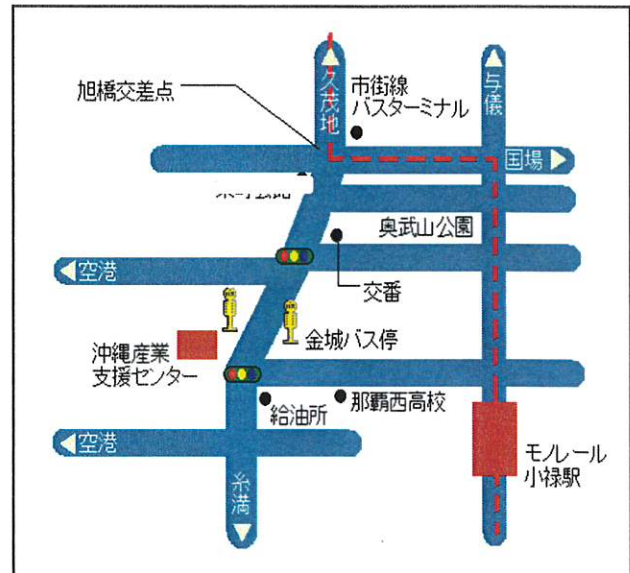 久茂地
市街線
バスターミナル
与儀
旭橋交差点
国場
奥武山公園
空港
交番
金城バス停
沖縄産業
支援センター
給油所
那覇西高校
空港
モノレール
小禄駅
糸満